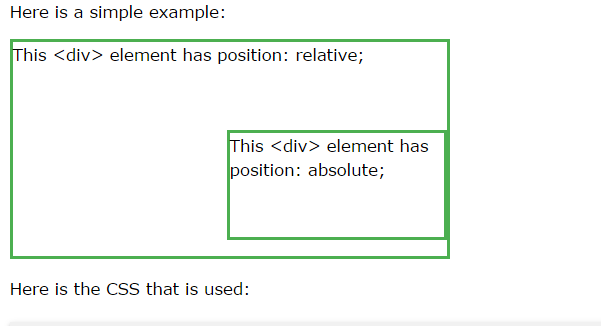 Here is a simple example:
This <div> element has position: relative;
This <div> element has
position: absolute;
Here is the CSS that is used: